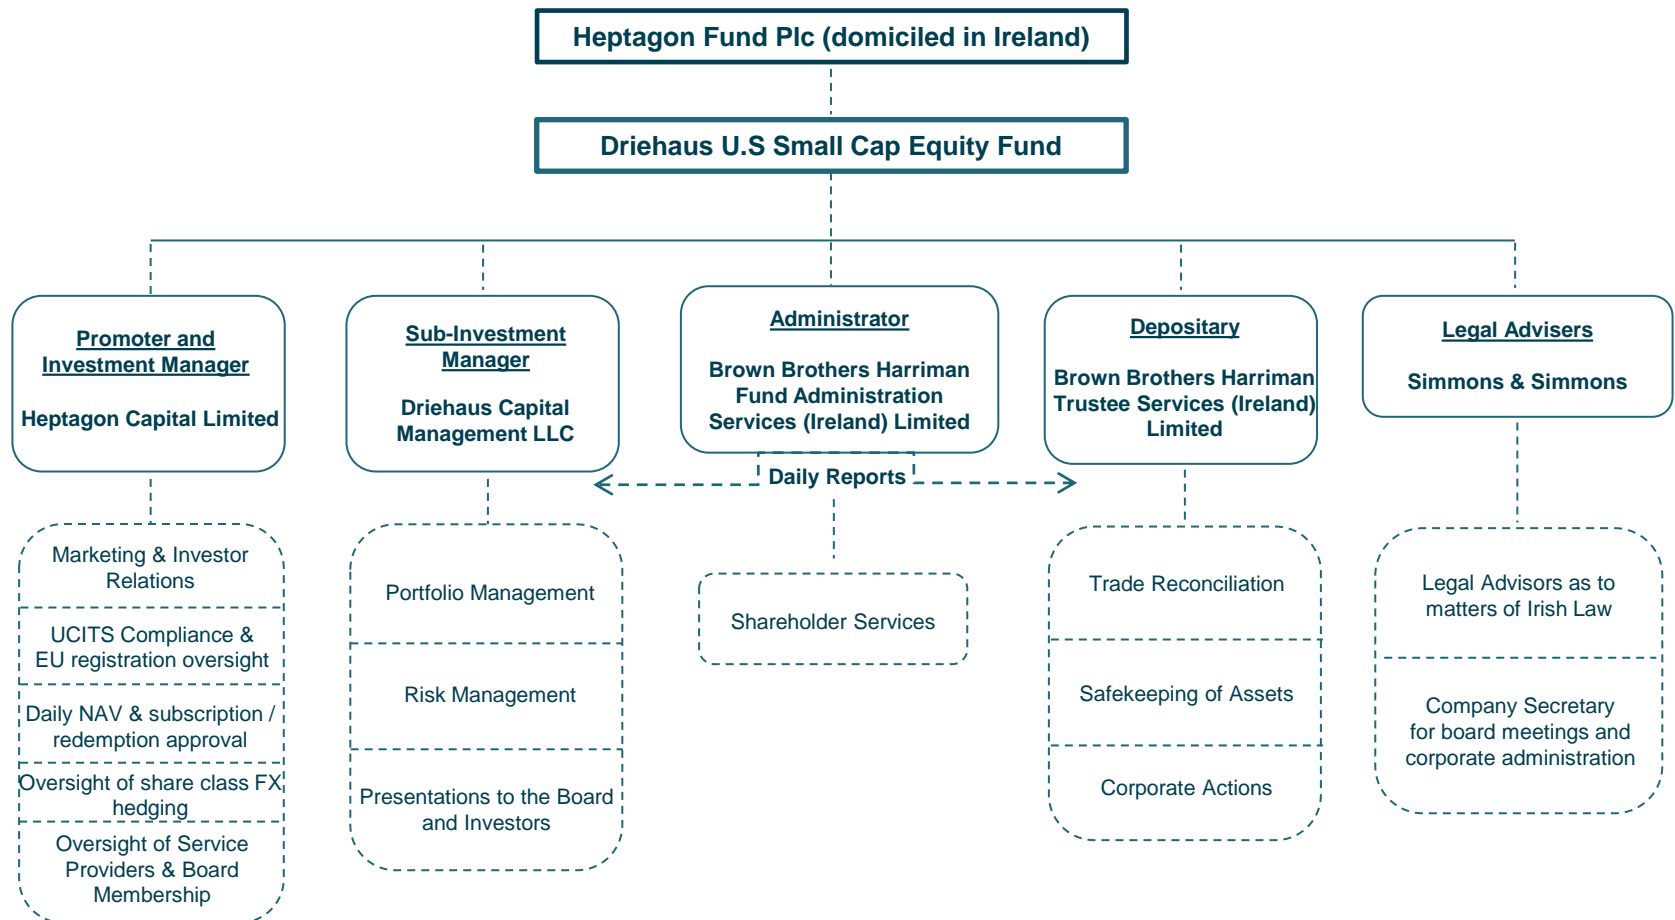 Heptagon Fund Plc (domiciled in Ireland)
Driehaus U.S Small Cap Equity Fund
Promoter and
Investment Manager
Heptagon Capital Limited
Sub-Investment
Manager
Driehaus Capital
Management LLC
Administrator
Brown Brothers Harriman
Fund Administration
Services (Ireland) Limited
Depositary
Brown Brothers Harriman
Trustee Services (Ireland)
Limited
Legal Advisers
Simmons & Simmons
Daily Reports
Marketing & Investor
Relations
UCITS Compliance &
EU registration oversight
Daily NAV & subscription /
redemption approval
Oversight of share class FX
hedging
Oversight of Service
Providers & Board
Membership
Portfolio Management
Risk Management
Presentations to the Board
and Investors
Shareholder Services
Trade Reconciliation
Safekeeping of Assets
Corporate Actions
Legal Advisors as to
matters of Irish Law
Company Secretary
for board meetings and
corporate administration